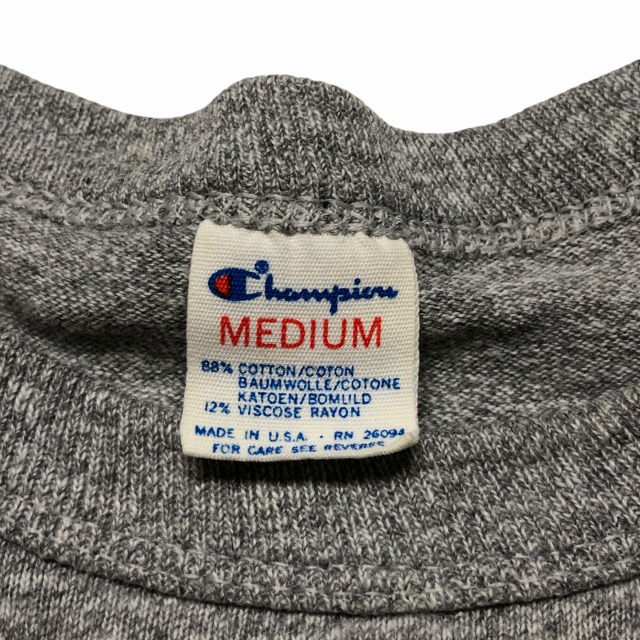 Champion
MEDIUM
88% COTTON/COTON
BAUMWOLLE/COTONE
KATOEN/BOMULD
12% VISCOSE RAYON
MADE IN U.S.A. - RN 26094
FOR CARE SEE REVERSE